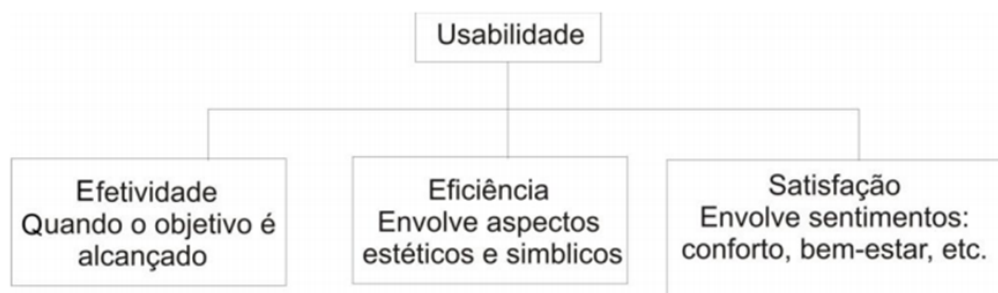 Usabilidade
Efetividade
Quando o objetivo é
alcançado
Eficiência
Envolve aspectos
estéticos e simblicos
Satisfação
Envolve sentimentos:
conforto, bem-estar, etc.